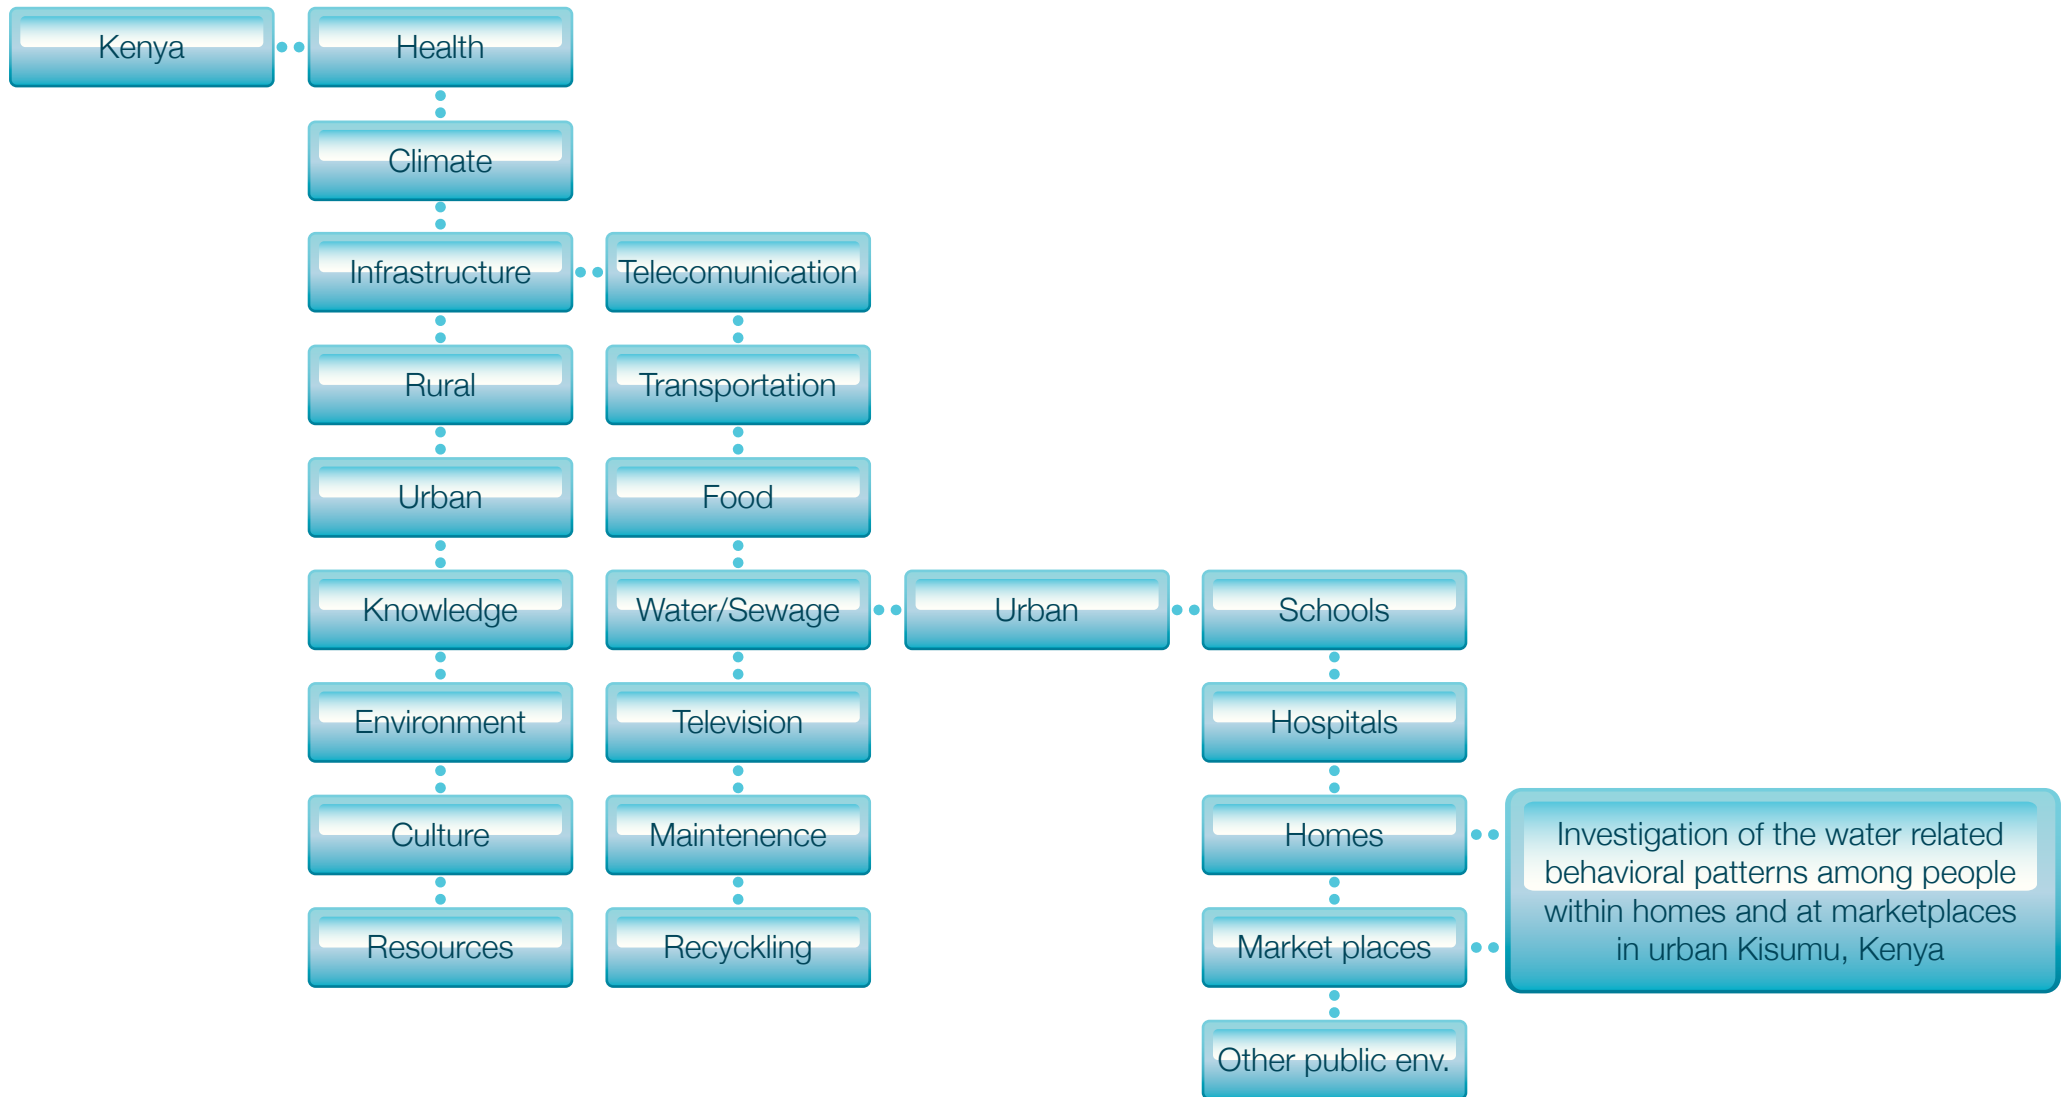 Kenya
Health
Climate
Infrastructure
Telecomunication
Rural
Transportation
Urban
Food
Knowledge
Water/Sewage
Urban
Schools
Environment
Television
Hospitals
Culture
Maintenence
Homes
Investigation of the water related
behavioral patterns among people
within homes and at marketplaces
in urban Kisumu, Kenya
Resources
Recyckling
Market places
Other public env.